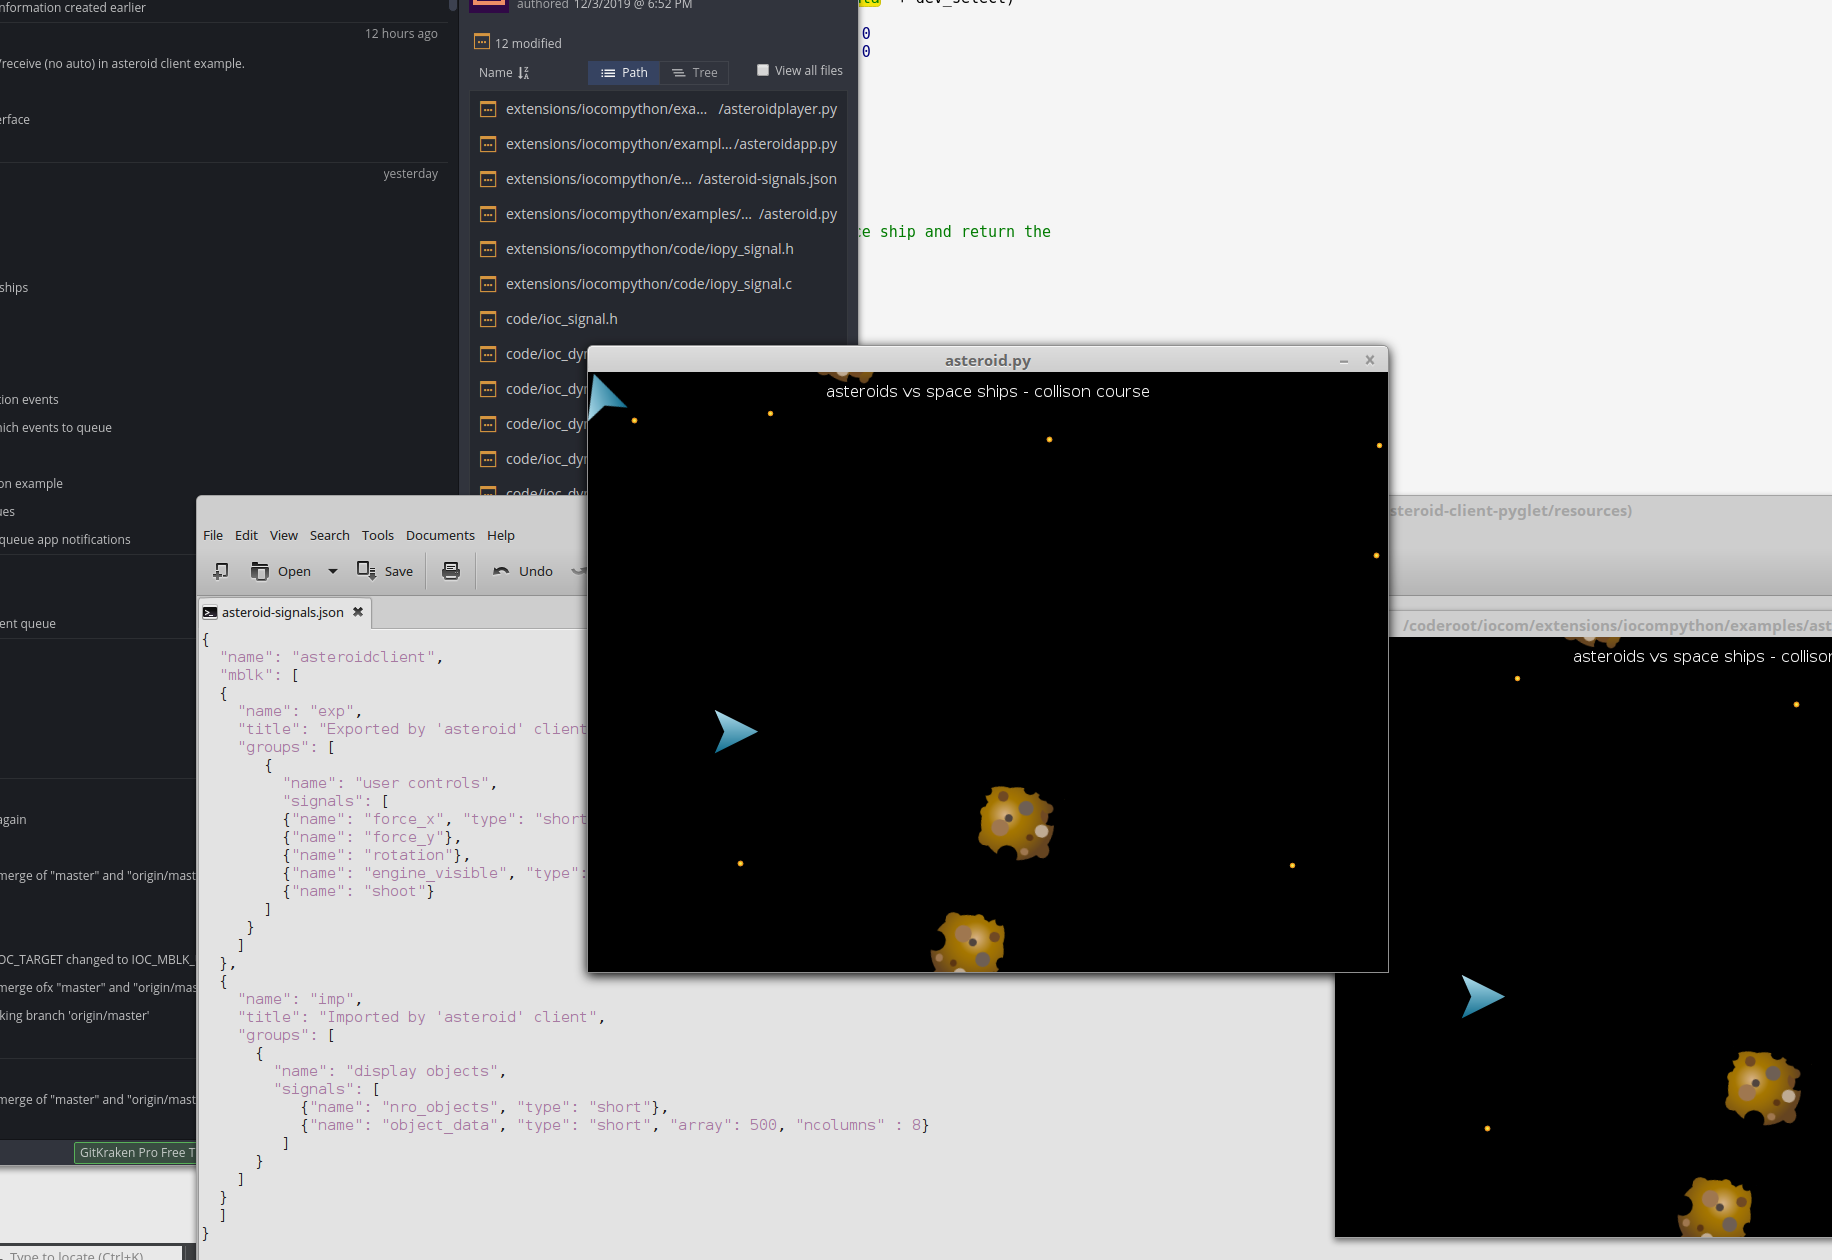 nformation created earlier
12 hours ago
/receive (no auto) in asteroid client example.
erface
yesterday
ships
ion events
nich events to queue
on example
ues
queue app notifications
ent queue
again
merge of "master" and "origin/mast
OC_TARGET changed to IOC_MBLK_
merge ofx "master" and "origin/mas
king branch 'origin/master'
merge of "master" and "origin/mast
GitKraken Pro Free T
Type to locate (Ctrl+K)
authored 12/3/2019 @ 6:52 PM
12 modified
Name
Path
Tree
View all files
extensions/iocompython/exa... /asteroidplayer.py
extensions/iocompython/exampl.../asteroidapp.py
extensions/iocompython/e... /asteroid-signals.json
extensions/iocompython/examples/... /asteroid.py
extensions/iocompython/code/iopy_signal.h
extensions/iocompython/code/iopy_signal.c
code/ioc_signal.h
code/ioc_dyn
code/ioc_dyn
code/ioc_dyn
code/ioc_dyn
code/ioc_dyn
+ dev_select)
0
0
ce ship and return the
asteroid.py
asteroids vs space ships - collison course
steroid-client-pyglet/resources)
File Edit View Search Tools Documents Help
Open
Save
Undo
asteroid-signals.json
{
"name": "asteroidclient",
"mblk": [
{
"name": "exp",
"title": "Exported by 'asteroid' client
"groups": [
{
"name": "user controls",
"signals": [
{"name": "force_x", "type": "short
{"name": "force_y"},
{"name": "rotation"},
{"name": "engine_visible", "type":
{"name": "shoot"}
]
}
]
},
{
"name": "imp",
"title": "Imported by 'asteroid' client",
"groups": [
{
"name": "display objects",
"signals": [
{"name": "nro_objects", "type": "short"},
{"name": "object_data", "type": "short", "array": 500, "ncolumns" : 8}
]
}
]
}
]
}
/coderoot/iocom/extensions/iocompython/examples/ast
asteroids vs space ships - collison